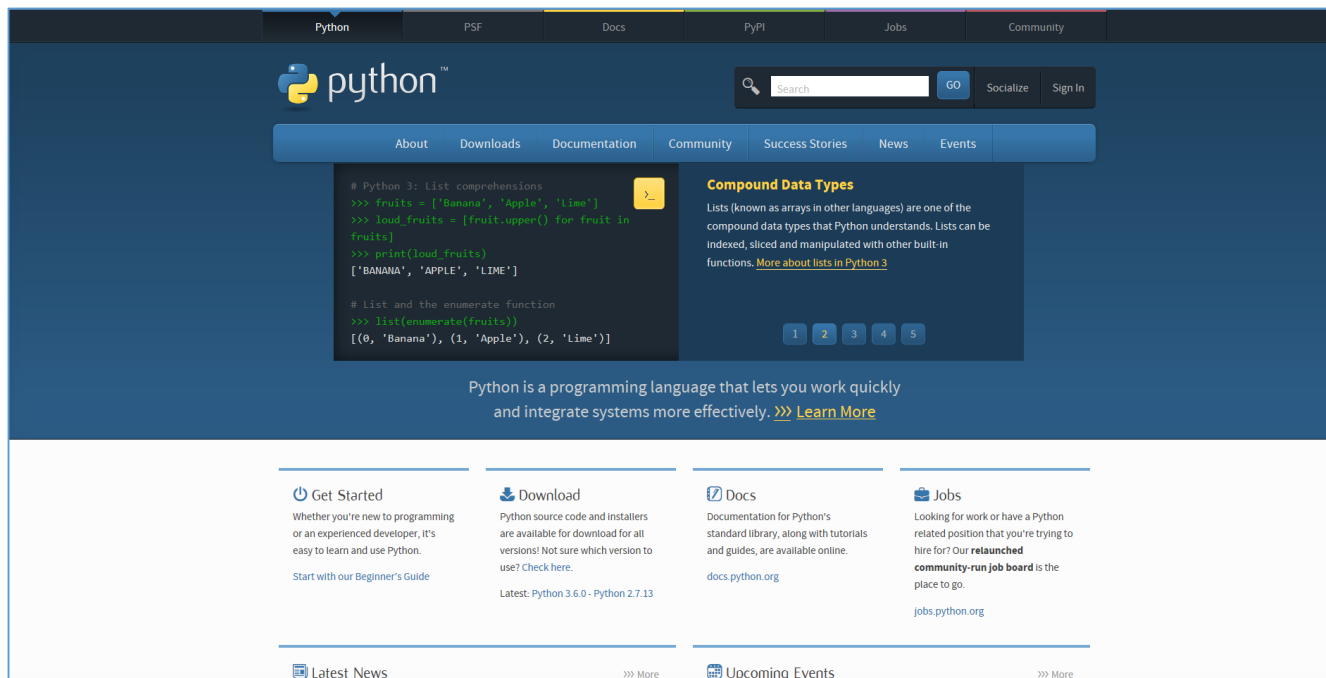 Python PSF Docs PyPI Jobs Community
python™
Search GO Socialize Sign In
About Downloads Documentation Community Success Stories News Events
# Python 3: List comprehensions
>>> fruits = ['Banana', 'Apple', 'Lime']
>>> loud_fruits = [fruit.upper() for fruit in
fruits]
>>> print(loud_fruits)
['BANANA', 'APPLE', 'LIME']
# List and the enumerate function
>>> list(enumerate(fruits))
[(0, 'Banana'), (1, 'Apple'), (2, 'Lime')]
>_
Compound Data Types
Lists (known as arrays in other languages) are one of the
compound data types that Python understands. Lists can be
indexed, sliced and manipulated with other built-in
functions. More about lists in Python 3
1 2 3 4 5
Python is a programming language that lets you work quickly
and integrate systems more effectively. >>> Learn More
Get Started
Whether you're new to programming
or an experienced developer, it's
easy to learn and use Python.
Start with our Beginner's Guide
Download
Python source code and installers
are available for download for all
versions! Not sure which version to
use? Check here.
Latest: Python 3.6.0 - Python 2.7.13
Docs
Documentation for Python's
standard library, along with tutorials
and guides, are available online.
docs.python.org
Jobs
Looking for work or have a Python
related position that you're trying to
hire for? Our relaunched
community-run job board is the
place to go.
jobs.python.org
Latest News >>> More
Upcoming Events >>> More